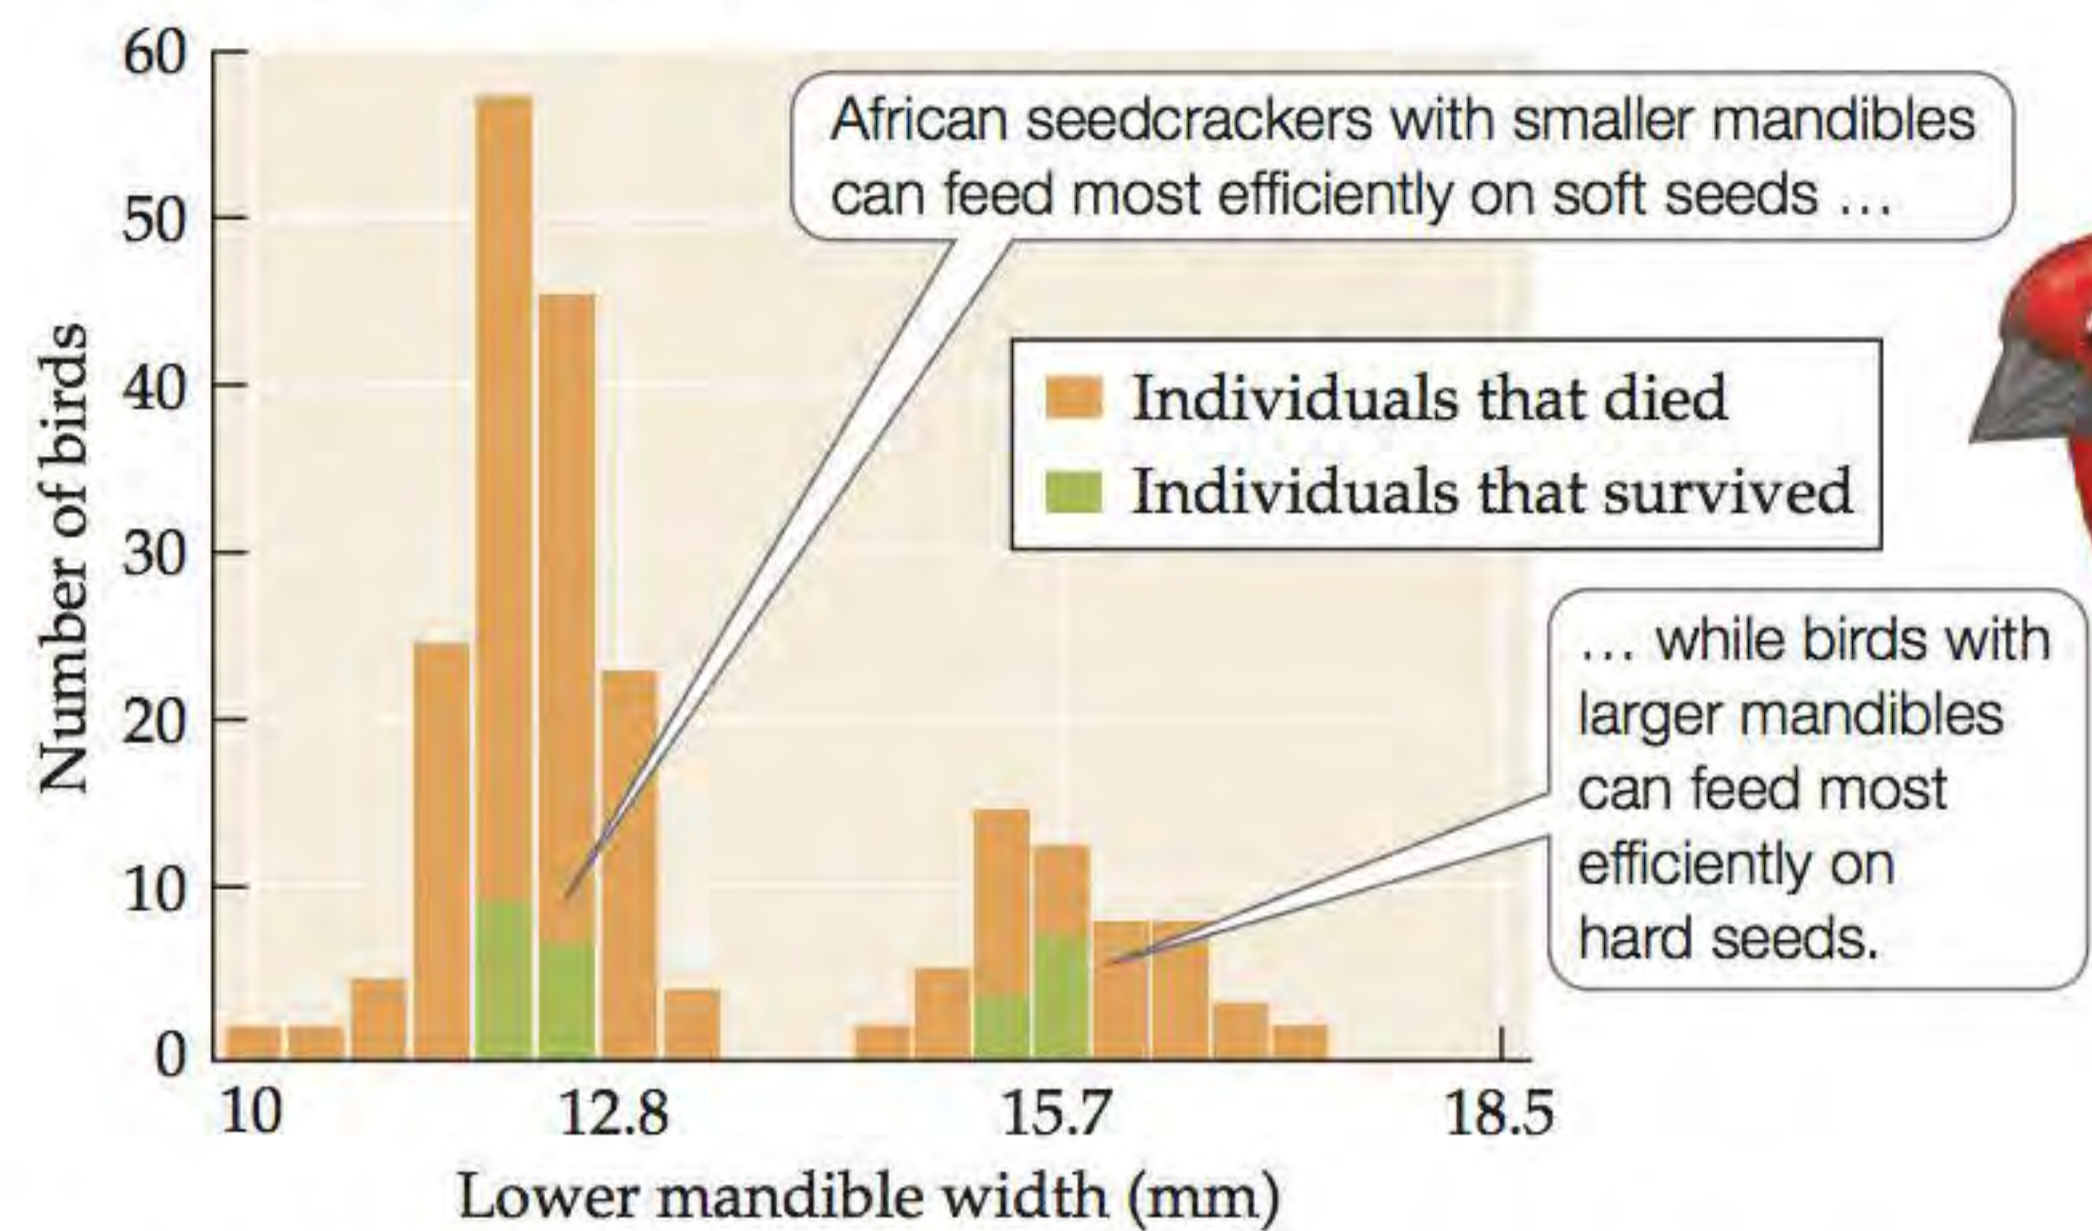 60
50
40
30
20
10
0
Number of birds
African seedcrackers with smaller mandibles
can feed most efficiently on soft seeds …
Individuals that died
Individuals that survived
… while birds with
larger mandibles
can feed most
efficiently on
hard seeds.
10 12.8 15.7 18.5
Lower mandible width (mm)